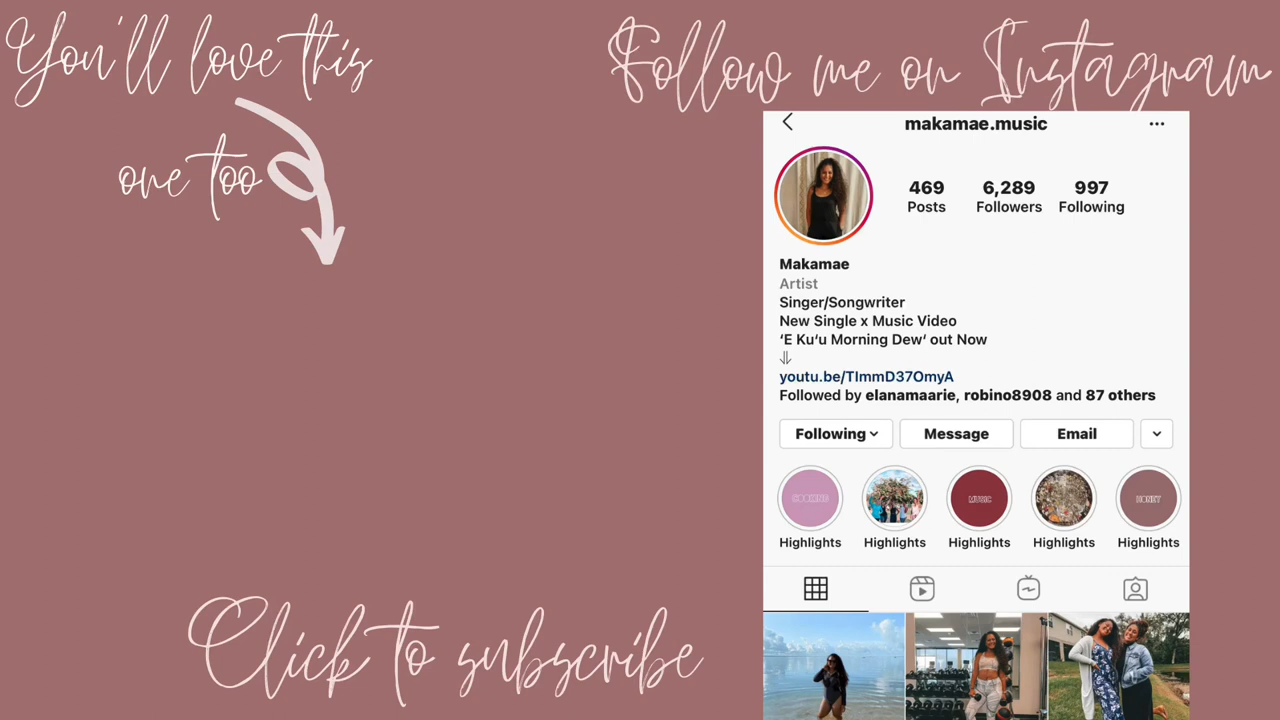 You'll love this
one too
Follow me on Instagram
makamae.music
469 6,289 997
Posts Followers Following
Makamae
Artist
Singer/Songwriter
New Single x Music Video
‘E Ku‘u Morning Dew‘ out Now
youtu.be/TImmD37OmyA
Followed by elanamaarie, robino8908 and 87 others
Following Message Email
COOKING MUSIC HONEY
Highlights Highlights Highlights Highlights Highlights
Click to subscribe